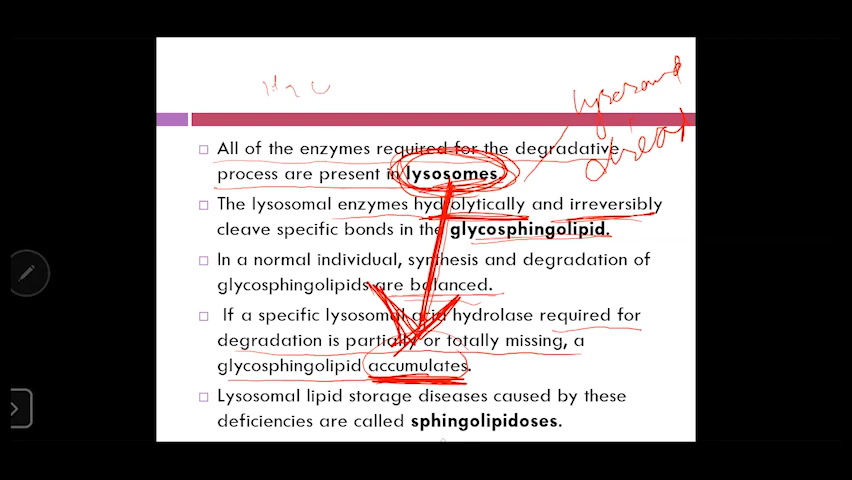 H2O
lysosomal
All of the enzymes required for the degradative
process are present in lysosomes.
The lysosomal enzymes hydrolytically and irreversibly
cleave specific bonds in the glycosphingolipid.
In a normal individual, synthesis and degradation of
glycosphingolipids are balanced.
If a specific lysosomal acid hydrolase required for
degradation is partially or totally missing, a
glycosphingolipid accumulates.
Lysosomal lipid storage diseases caused by these
deficiencies are called sphingolipidoses.